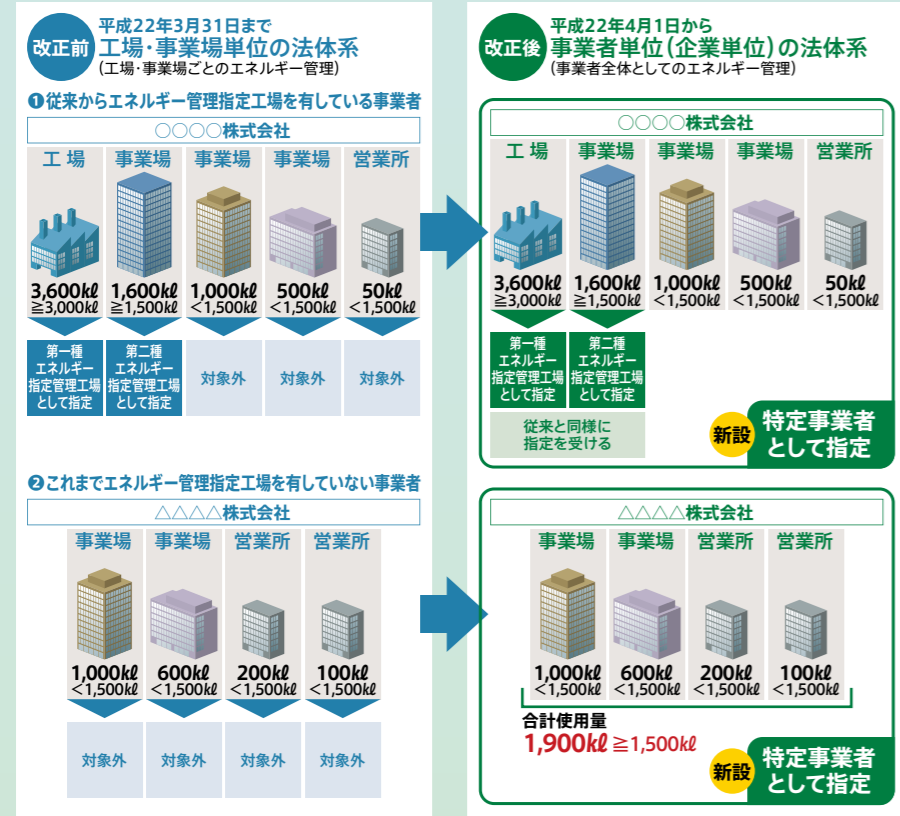 改正前
平成22年3月31日まで
工場・事業場単位の法体系
(工場・事業場ごとのエネルギー管理)
❶従来からエネルギー管理指定工場を有している事業者
○○○○株式会社
工場 事業場 事業場 事業場 営業所
3,600kℓ 1,600kℓ 1,000kℓ 500kℓ 50kℓ
≧3,000kℓ ≧1,500kℓ <1,500kℓ <1,500kℓ <1,500kℓ
第一種
エネルギー
指定管理工場
として指定
第二種
エネルギー
指定管理工場
として指定
対象外 対象外 対象外
❷これまでエネルギー管理指定工場を有していない事業者
△△△△株式会社
事業場 事業場 営業所 営業所
1,000kℓ 600kℓ 200kℓ 100kℓ
<1,500kℓ <1,500kℓ <1,500kℓ <1,500kℓ
対象外 対象外 対象外 対象外
改正後
平成22年4月1日から
事業者単位(企業単位)の法体系
(事業者全体としてのエネルギー管理)
○○○○株式会社
工場 事業場 事業場 事業場 営業所
3,600kℓ 1,600kℓ 1,000kℓ 500kℓ 50kℓ
≧3,000kℓ ≧1,500kℓ <1,500kℓ <1,500kℓ <1,500kℓ
第一種
エネルギー
指定管理工場
として指定
第二種
エネルギー
指定管理工場
として指定
従来と同様に
指定を受ける
新設
特定事業者
として指定
△△△△株式会社
事業場 事業場 営業所 営業所
1,000kℓ 600kℓ 200kℓ 100kℓ
<1,500kℓ <1,500kℓ <1,500kℓ <1,500kℓ
合計使用量
1,900kℓ≧1,500kℓ
新設
特定事業者
として指定